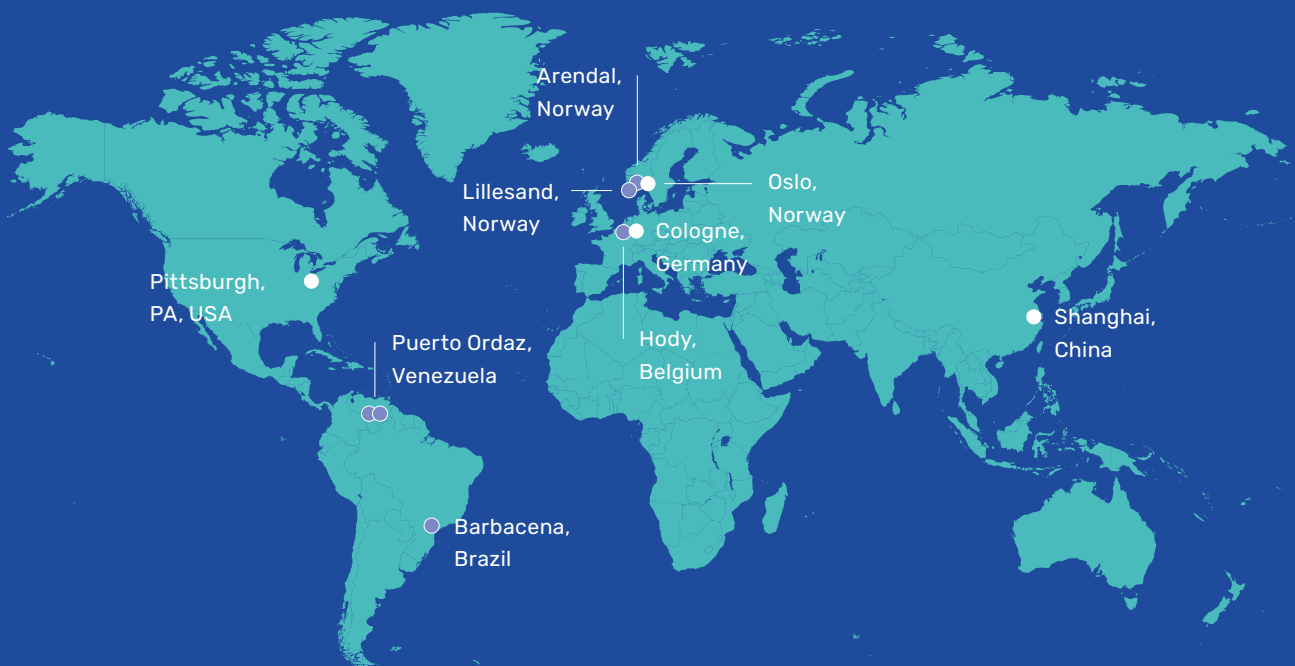 Arendal,
Norway
Lillesand,
Norway
Oslo,
Norway
Cologne,
Germany
Pittsburgh,
PA, USA
Hody,
Belgium
Puerto Ordaz,
Venezuela
Shanghai,
China
Barbacena,
Brazil